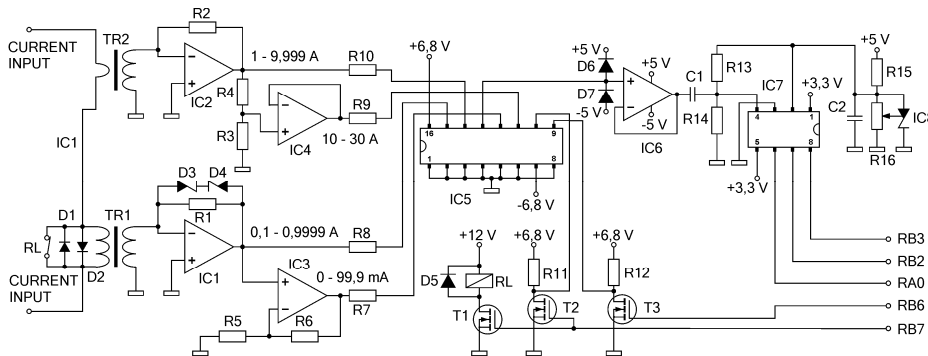 CURRENT
INPUT
TR2
R2
IC2
1 - 9,999 A
R10
R4
R3
IC4
R9
10 - 30 A
IC1
+6,8 V
16
9
1
8
IC5
-6,8 V
+5 V
D6
D7
-5 V
+5 V
-5 V
IC6
C1
R13
R14
IC7
+3,3 V
4
1
5
8
+3,3 V
C2
+5 V
R15
R16
IC8
D3
D4
R1
D1
TR1
RL
D2
IC1
0,1 - 0,9999 A
R8
CURRENT
INPUT
IC3
0 - 99,9 mA
R7
R5
R6
+12 V
D5
RL
T1
+6,8 V
R11
T2
+6,8 V
R12
T3
RB3
RB2
RA0
RB6
RB7